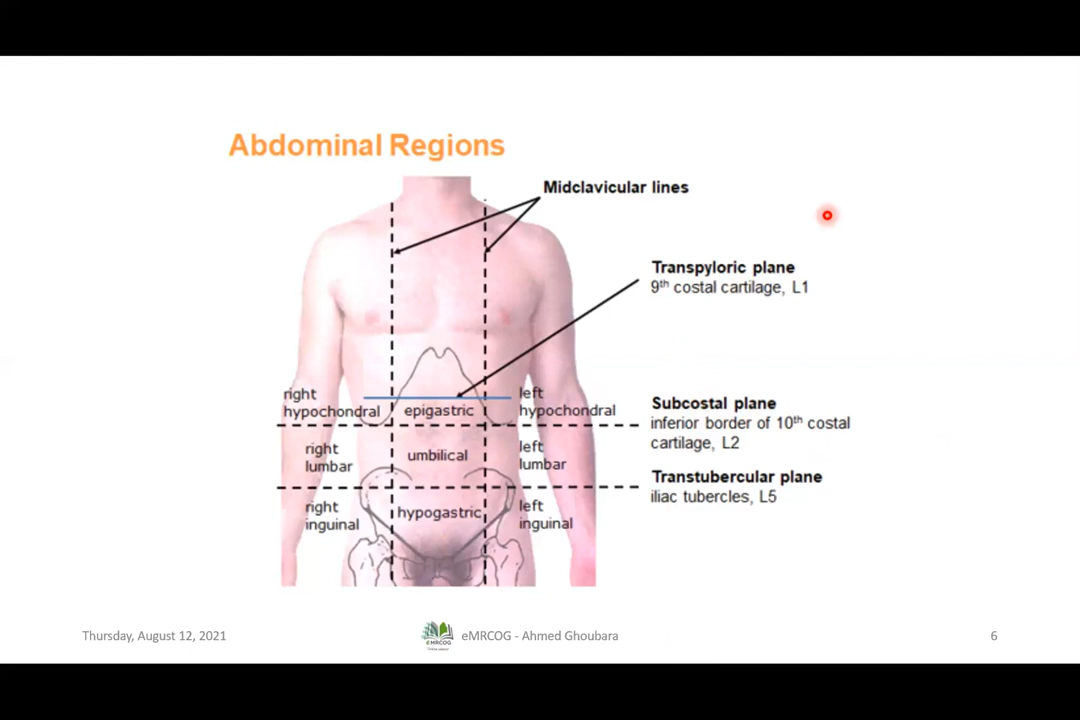 Abdominal Regions
Midclavicular lines
Transpyloric plane
9th costal cartilage, L1
right
hypochondral
epigastric
left
hypochondral
Subcostal plane
inferior border of 10th costal
cartilage, L2
right
lumbar
umbilical
left
lumbar
Transtubercular plane
iliac tubercles, L5
right
inguinal
hypogastric
left
inguinal
Thursday, August 12, 2021
eMRCOG
eMRCOG - Ahmed Ghoubara
6